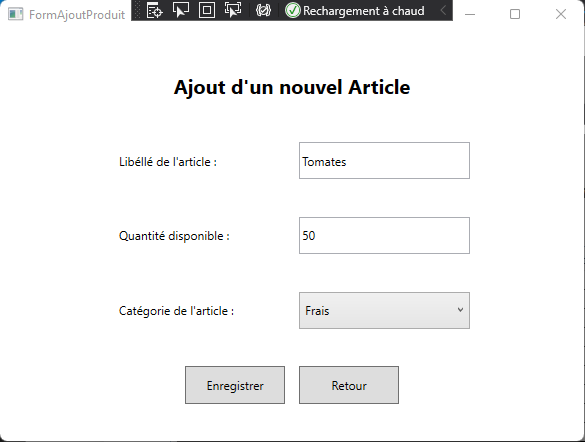 FormAjoutProduit
Rechargement à chaud
Ajout d'un nouvel Article
Libéllé de l'article :
Tomates
Quantité disponible :
50
Catégorie de l'article :
Frais
Enregistrer
Retour